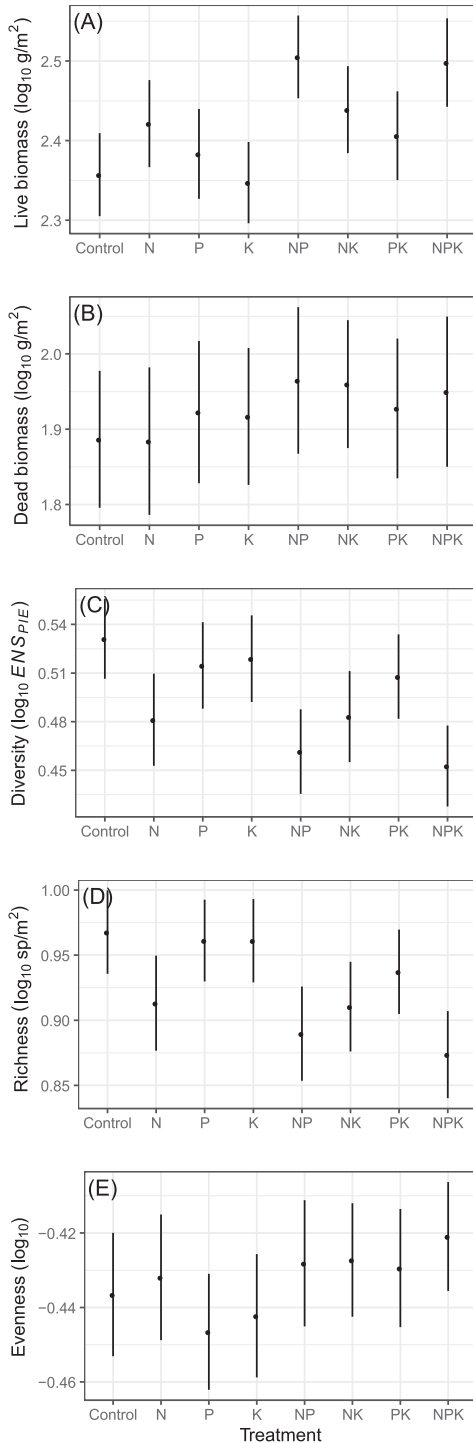 (A)
Live biomass (log10 g/m2)
2.5
2.4
2.3
Control N P K NP NK PK NPK
(B)
Dead biomass (log10 g/m2)
2.0
1.9
1.8
Control N P K NP NK PK NPK
(C)
Diversity (log10 ENSPIE)
0.54
0.51
0.48
0.45
Control N P K NP NK PK NPK
(D)
Richness (log10 sp/m2)
1.00
0.95
0.90
0.85
Control N P K NP NK PK NPK
(E)
Evenness (log10)
−0.42
−0.44
−0.46
Control N P K NP NK PK NPK
Treatment